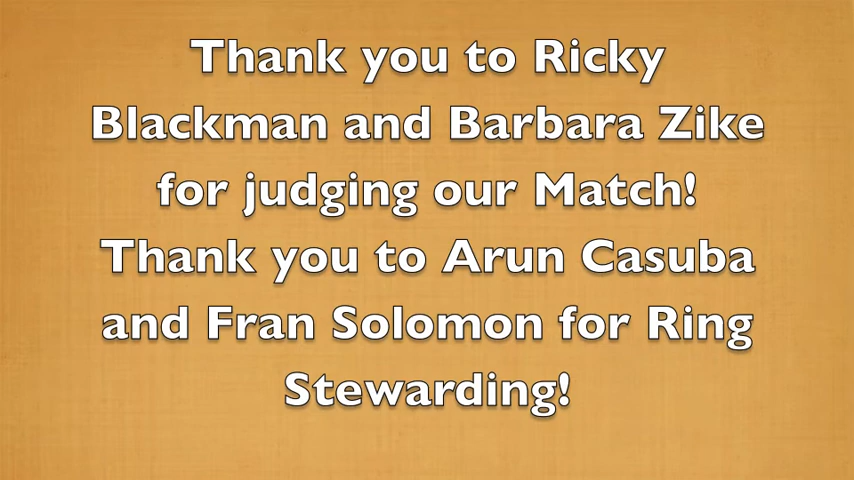 Thank you to Ricky
Blackman and Barbara Zike
for judging our Match!
Thank you to Arun Casuba
and Fran Solomon for Ring
Stewarding!